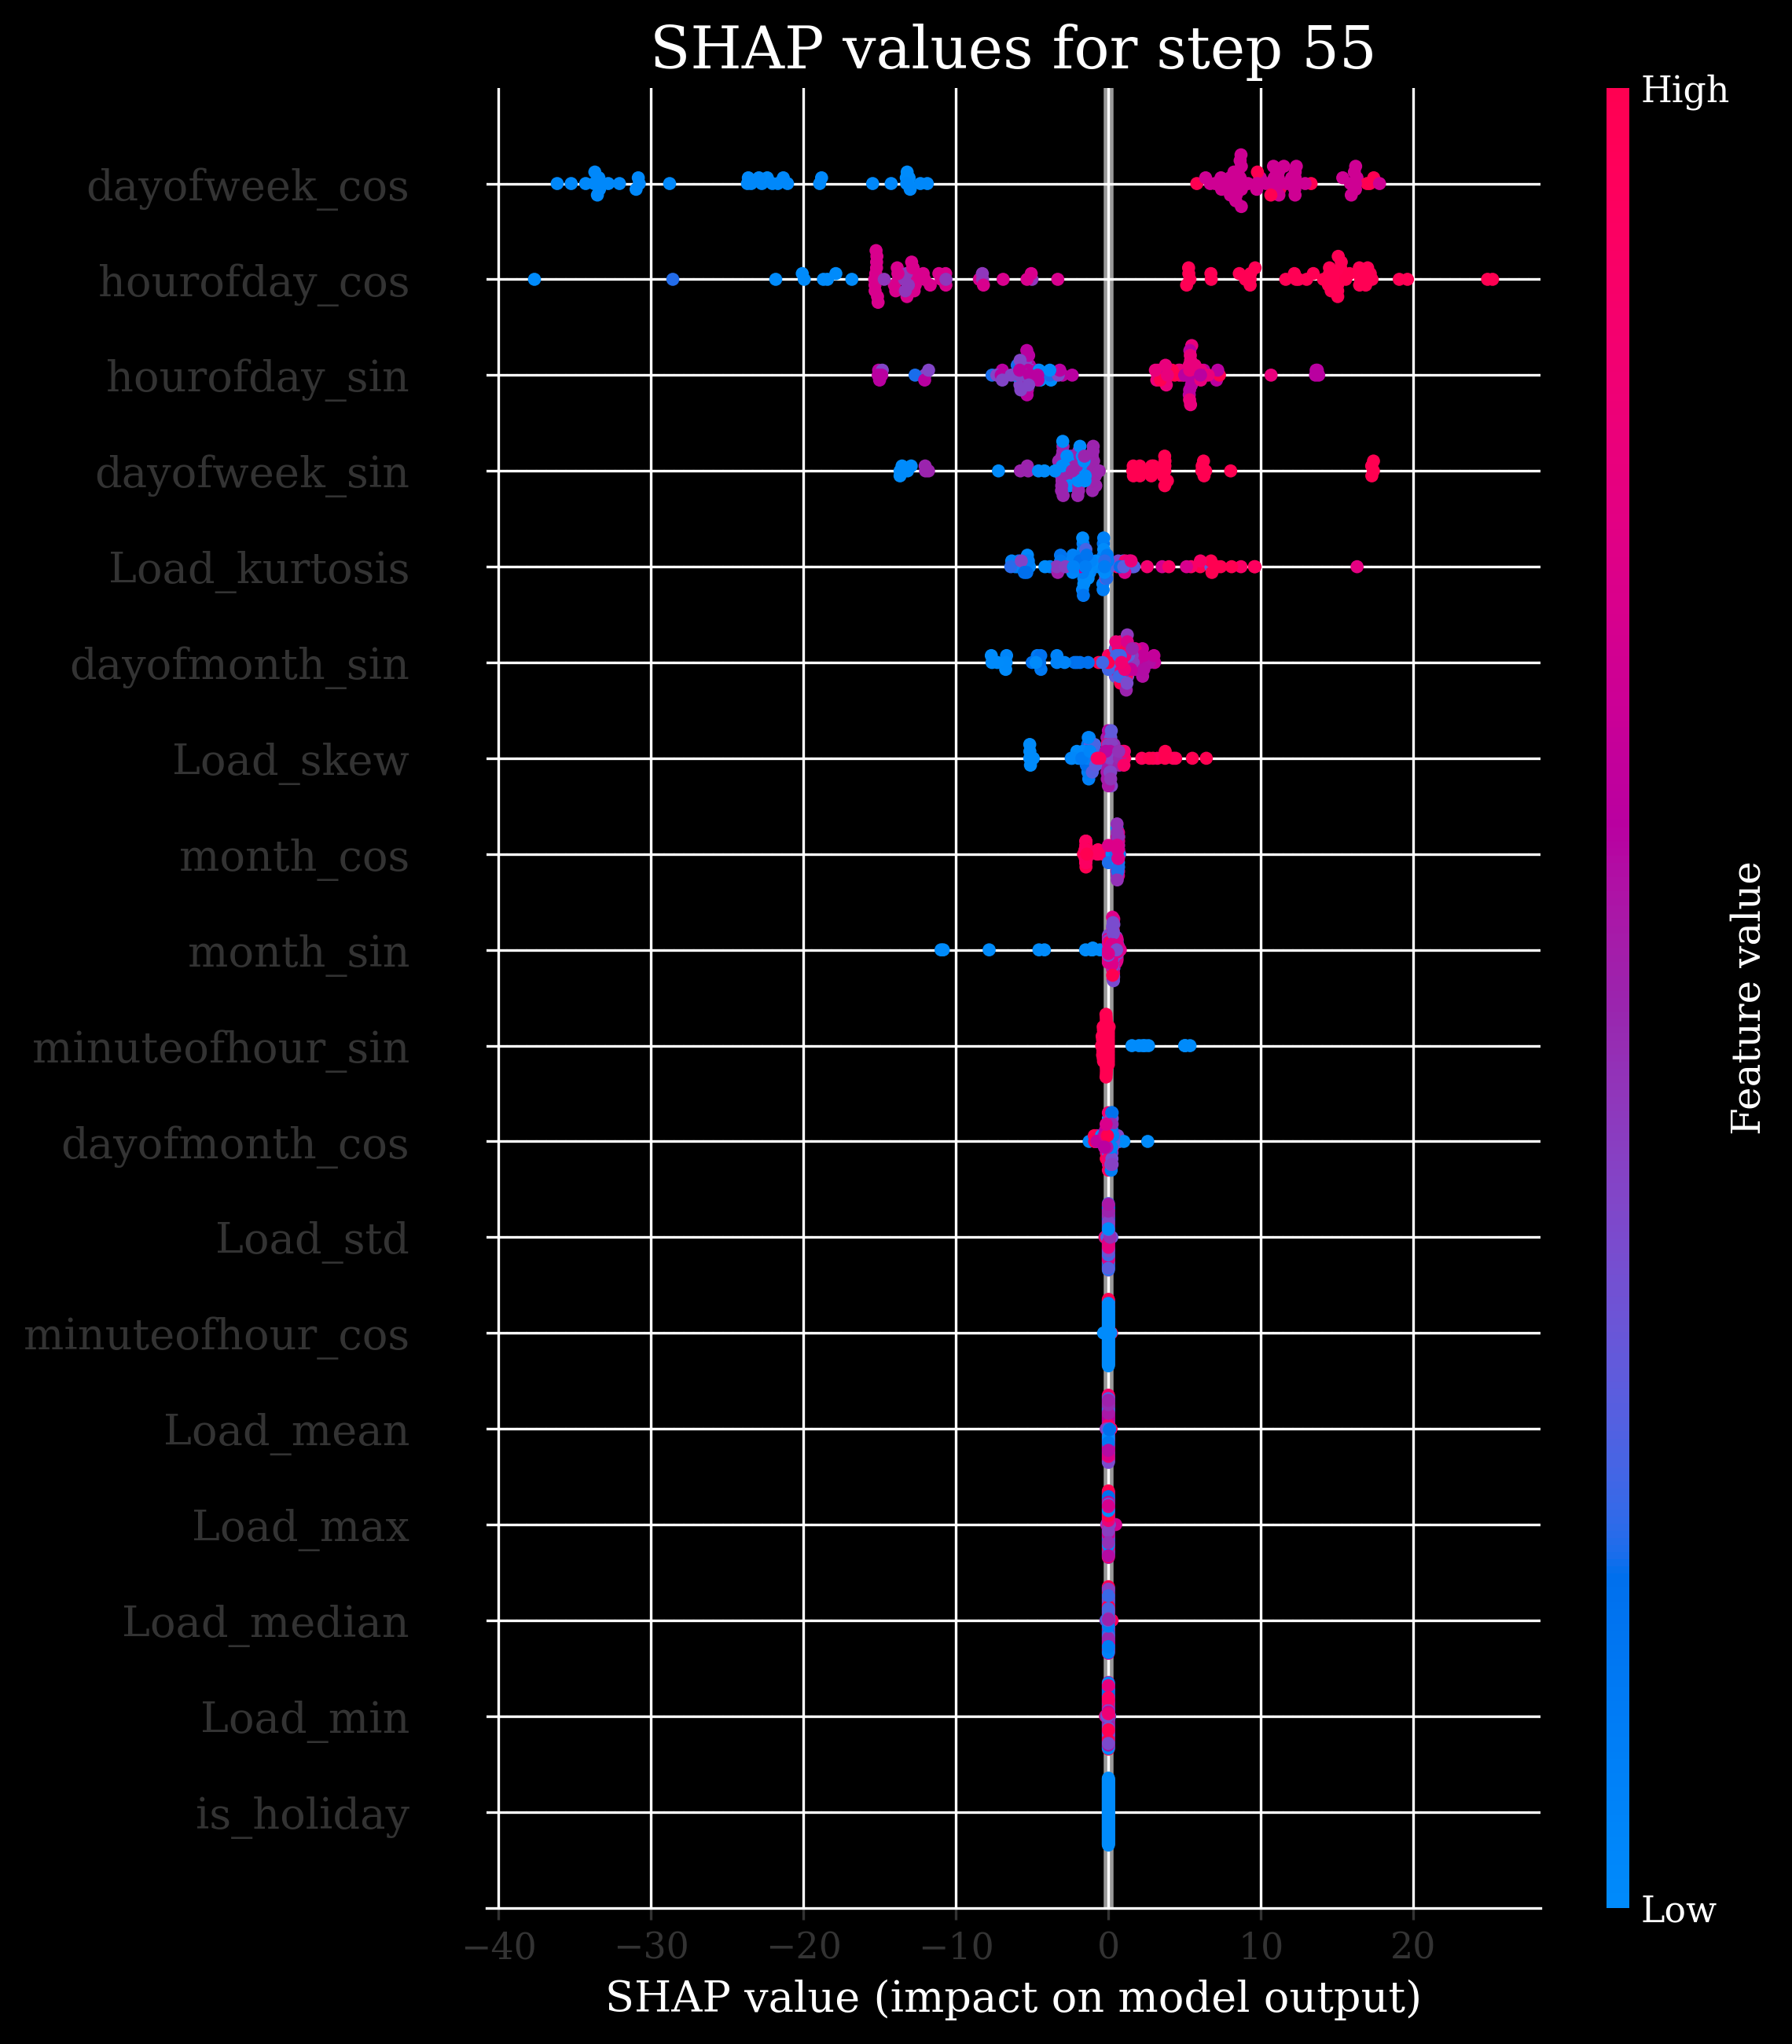 SHAP values for step 55
High
dayofweek_cos
hourofday_cos
hourofday_sin
dayofweek_sin
Load_kurtosis
dayofmonth_sin
Load_skew
month_cos
month_sin
minuteofhour_sin
dayofmonth_cos
Load_std
minuteofhour_cos
Load_mean
Load_max
Load_median
Load_min
is_holiday
Feature value
Low
−40 −30 −20 −10 0 10 20
SHAP value (impact on model output)